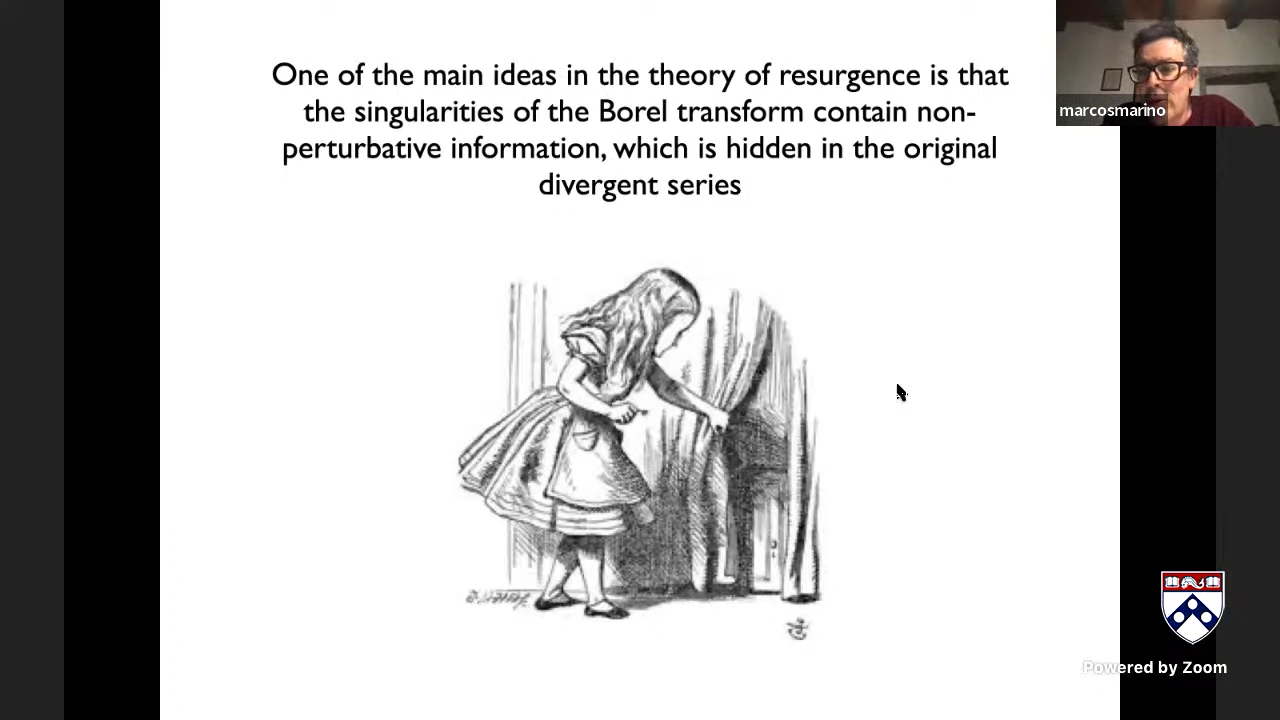 One of the main ideas in the theory of resurgence is that
the singularities of the Borel transform contain non-
perturbative information, which is hidden in the original
divergent series
marcosmarino
Powered by Zoom